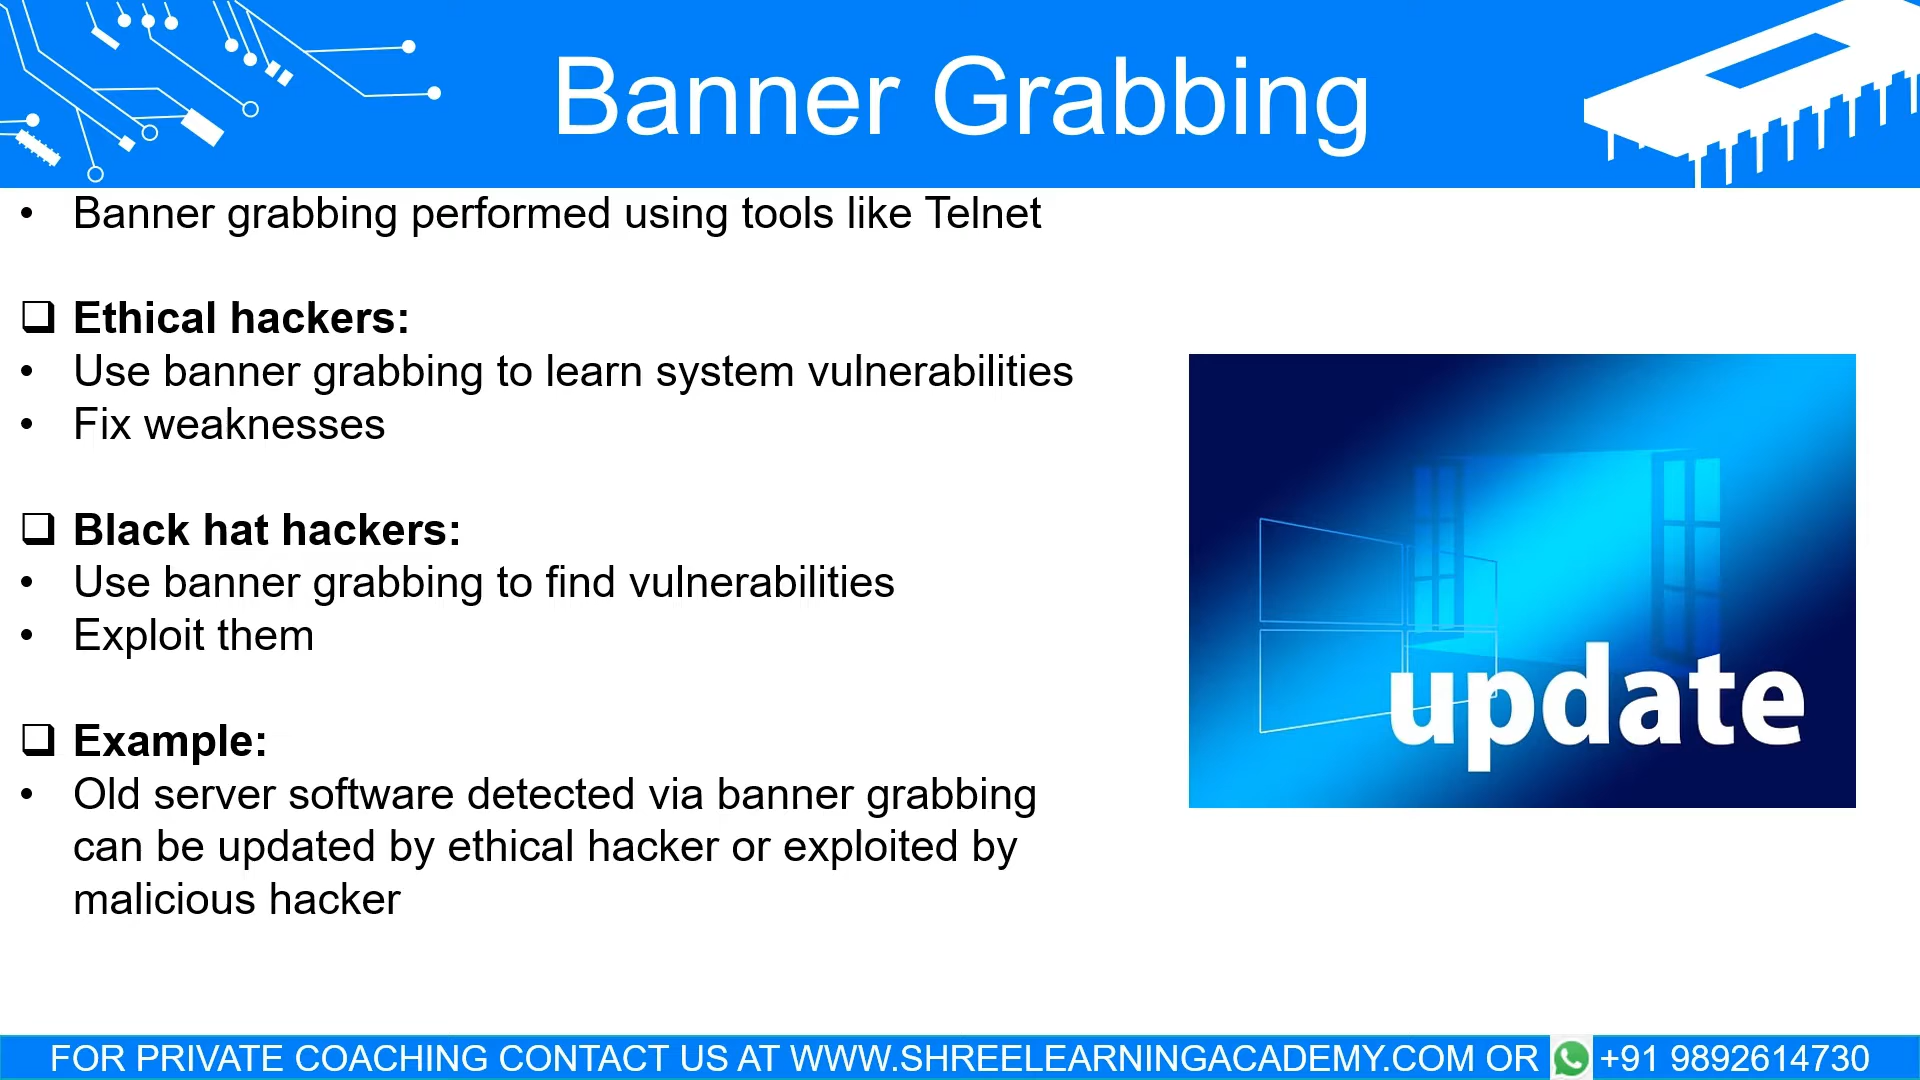 Banner Grabbing
• Banner grabbing performed using tools like Telnet
❑ Ethical hackers:
• Use banner grabbing to learn system vulnerabilities
• Fix weaknesses
❑ Black hat hackers:
• Use banner grabbing to find vulnerabilities
• Exploit them
❑ Example:
• Old server software detected via banner grabbing
can be updated by ethical hacker or exploited by
malicious hacker
update
FOR PRIVATE COACHING CONTACT US AT WWW.SHREELEARNINGACADEMY.COM OR +91 9892614730